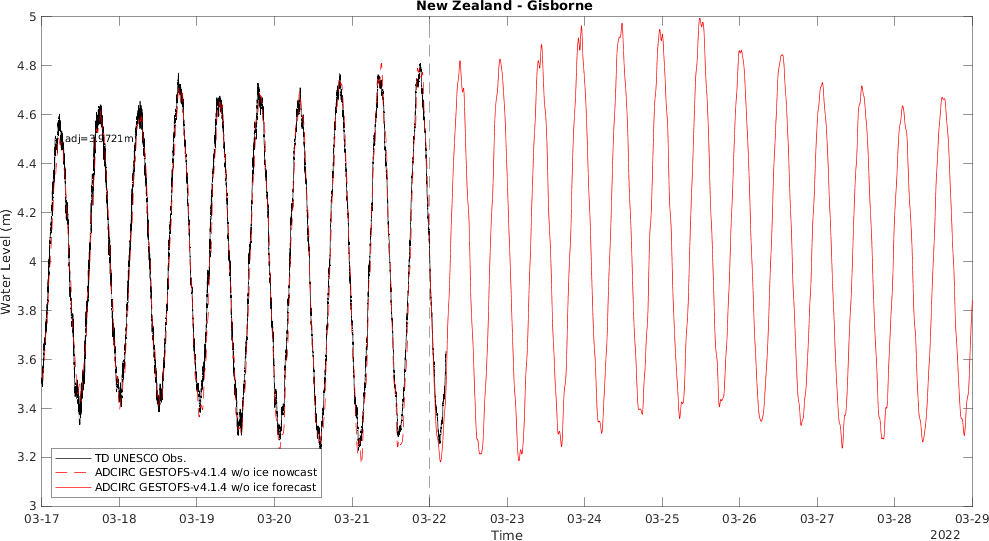 New Zealand - Gisborne
5
4.8
4.6
4.4
4.2
4
3.8
3.6
3.4
3.2
3
Water Level (m)
adj=3.9721m
TD UNESCO Obs.
ADCIRC GESTOFS-v4.1.4 w/o ice nowcast
ADCIRC GESTOFS-v4.1.4 w/o ice forecast
03-17 03-18 03-19 03-20 03-21 03-22 03-23 03-24 03-25 03-26 03-27 03-28 03-29
Time
2022